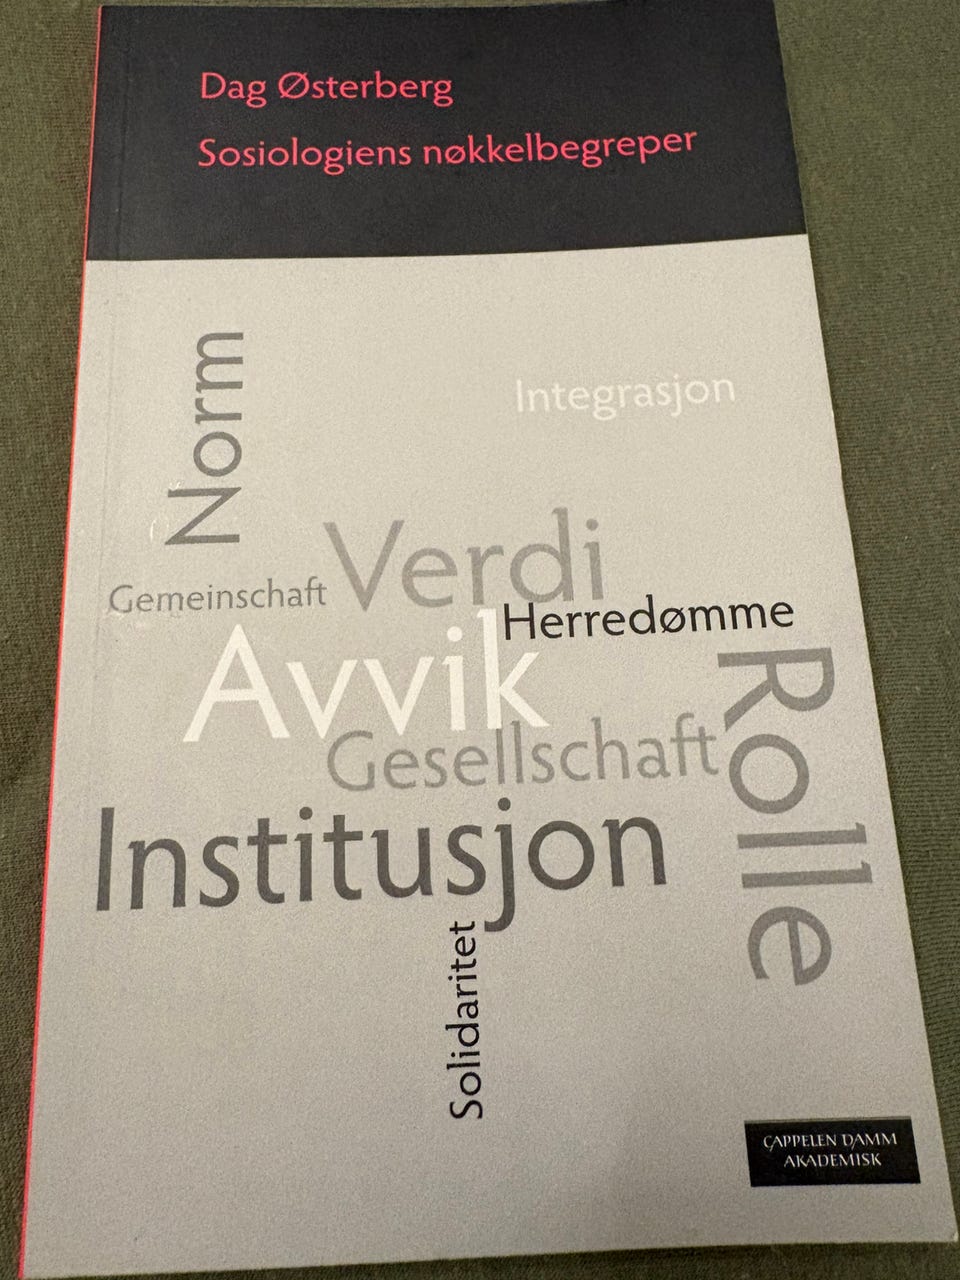 Dag Østerberg
Sosiologiens nøkkelbegreper
Norm
Integrasjon
Verdi
Gemeinschaft
Herredømme
Avvik
Rolle
Gesellschaft
Institusjon
Solidaritet
CAPPELEN DAMM
AKADEMISK